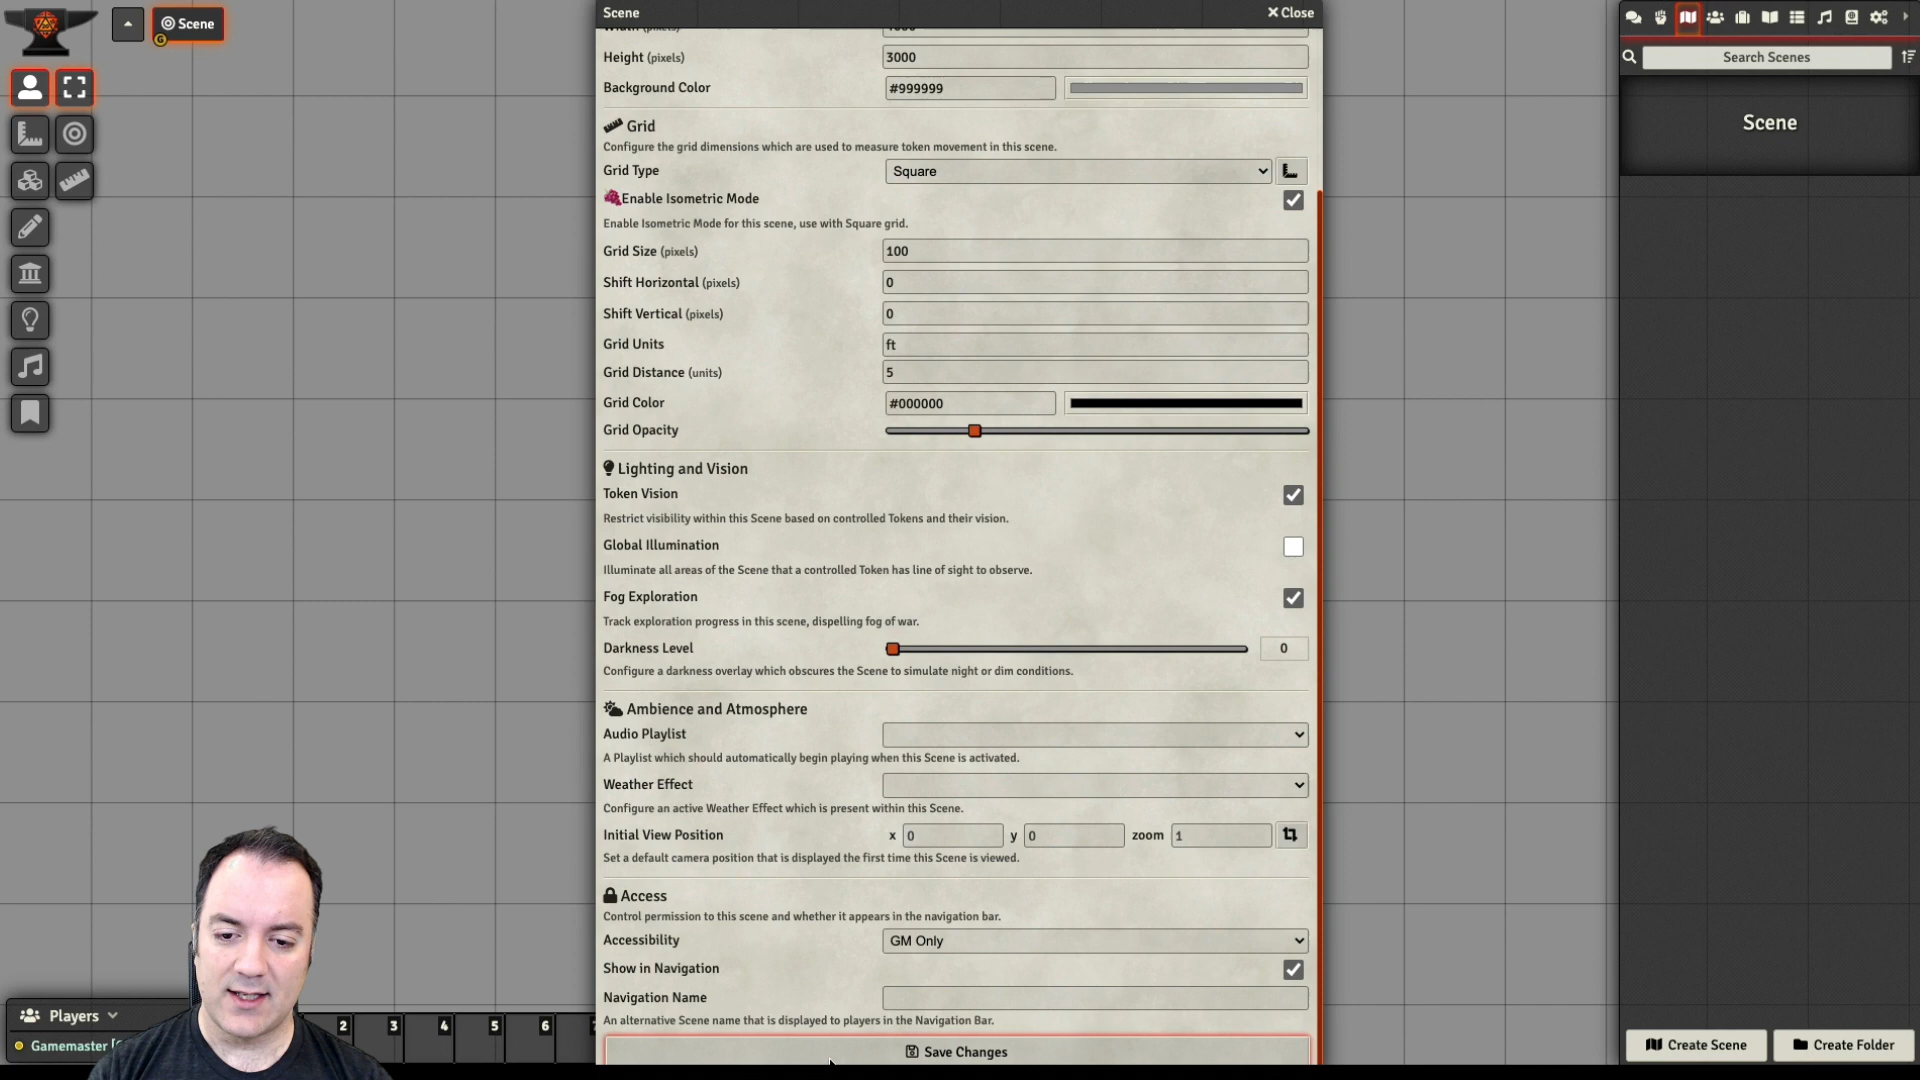 Scene
G
Scene
Close
Width (pixels)
Height (pixels)
3000
Background Color
#999999
Grid
Configure the grid dimensions which are used to measure token movement in this scene.
Grid Type
Square
Enable Isometric Mode
Enable Isometric Mode for this scene, use with Square grid.
Grid Size (pixels)
100
Shift Horizontal (pixels)
0
Shift Vertical (pixels)
0
Grid Units
ft
Grid Distance (units)
5
Grid Color
#000000
Grid Opacity
Lighting and Vision
Token Vision
Restrict visibility within this Scene based on controlled Tokens and their vision.
Global Illumination
Illuminate all areas of the Scene that a controlled Token has line of sight to observe.
Fog Exploration
Track exploration progress in this scene, dispelling fog of war.
Darkness Level
0
Configure a darkness overlay which obscures the Scene to simulate night or dim conditions.
Ambience and Atmosphere
Audio Playlist
A Playlist which should automatically begin playing when this Scene is activated.
Weather Effect
Configure an active Weather Effect which is present within this Scene.
Initial View Position
x 0 y 0 zoom 1
Set a default camera position that is displayed the first time this Scene is viewed.
Access
Control permission to this scene and whether it appears in the navigation bar.
Accessibility
GM Only
Show in Navigation
Navigation Name
An alternative Scene name that is displayed to players in the Navigation Bar.
Save Changes
Search Scenes
Scene
Create Scene
Create Folder
Players
Gamemaster
2 3 4 5 6